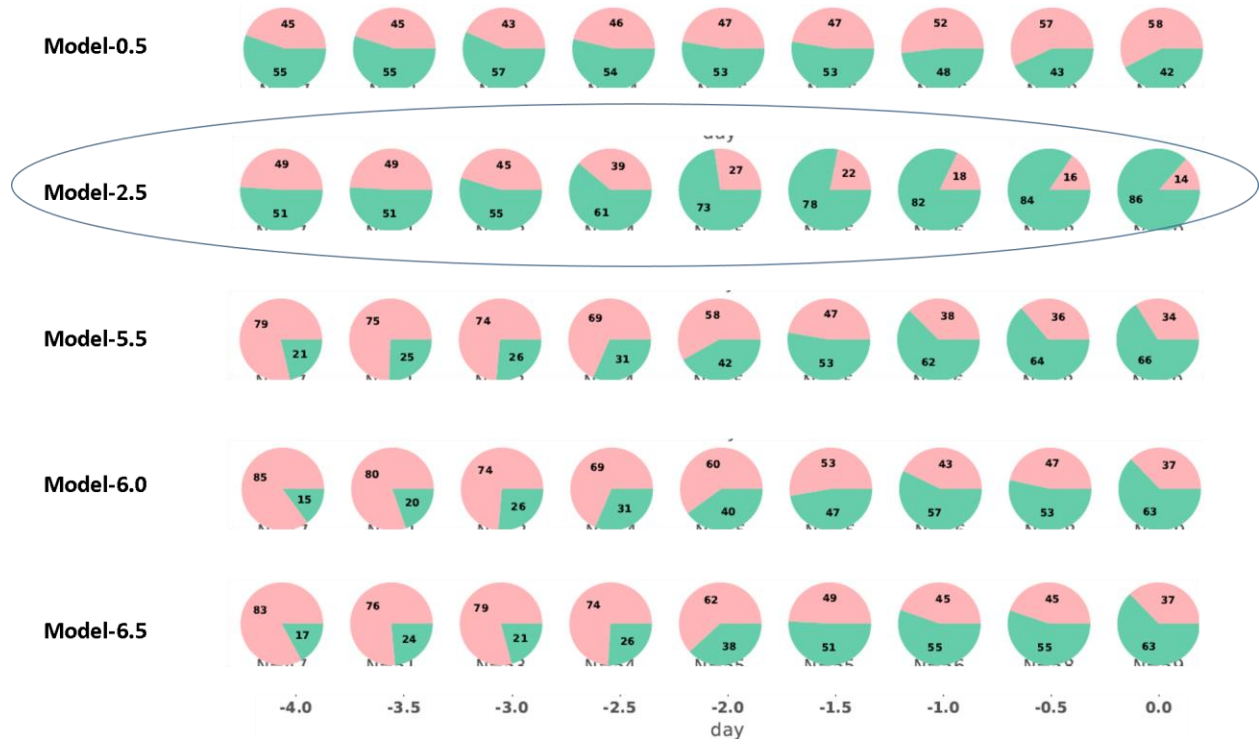 45 45 43 46 47 47 52 57 58
Model-0.5
55 55 57 54 53 53 48 43 42
day
49 49 45 39 27 22 18 16 14
Model-2.5
51 51 55 61 73 78 82 84 86
79 75 74 69 58 47 38 36 34
Model-5.5
21 25 26 31 42 53 62 64 66
85 80 74 69 60 53 43 47 37
Model-6.0
15 20 26 31 40 47 57 53 63
83 76 79 74 62 49 45 45 37
Model-6.5
17 24 21 26 38 51 55 55 63
-4.0 -3.5 -3.0 -2.5 -2.0 -1.5 -1.0 -0.5 0.0
day